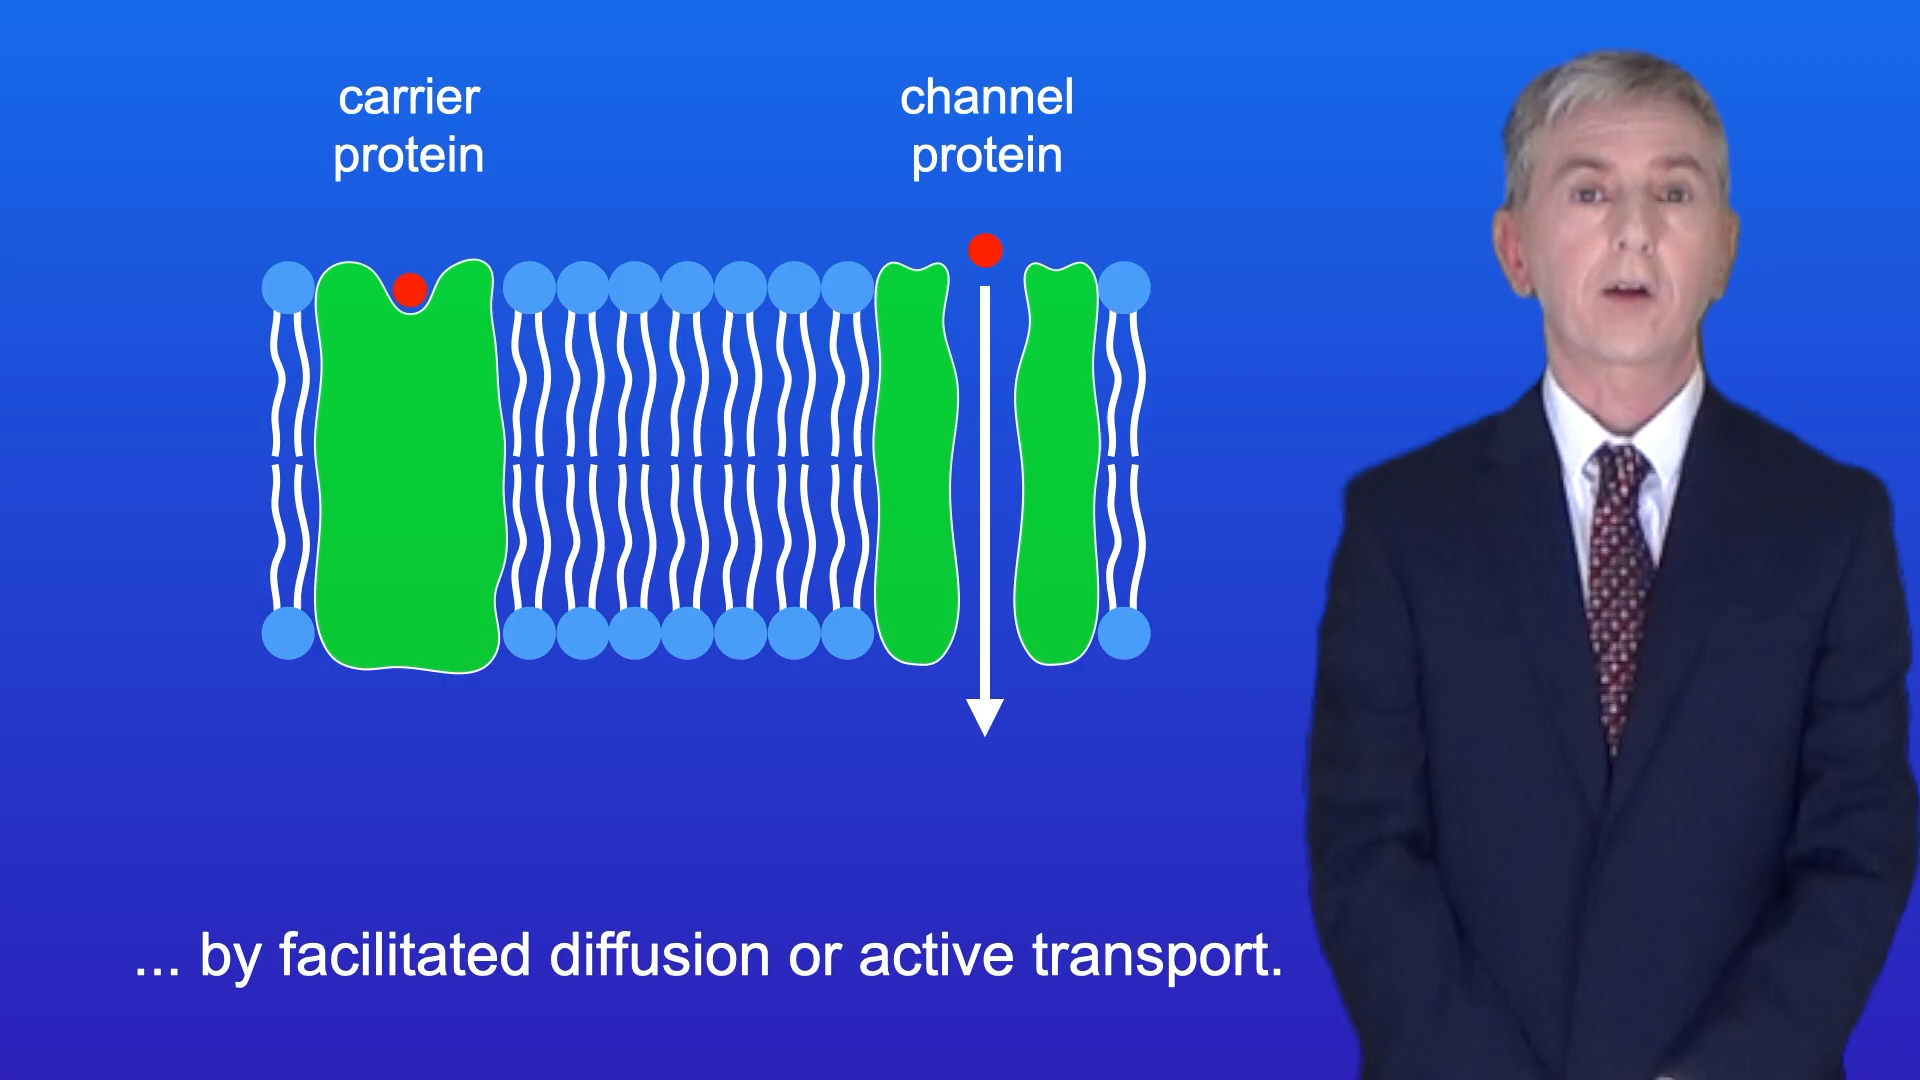 carrier
protein
channel
protein
... by facilitated diffusion or active transport.